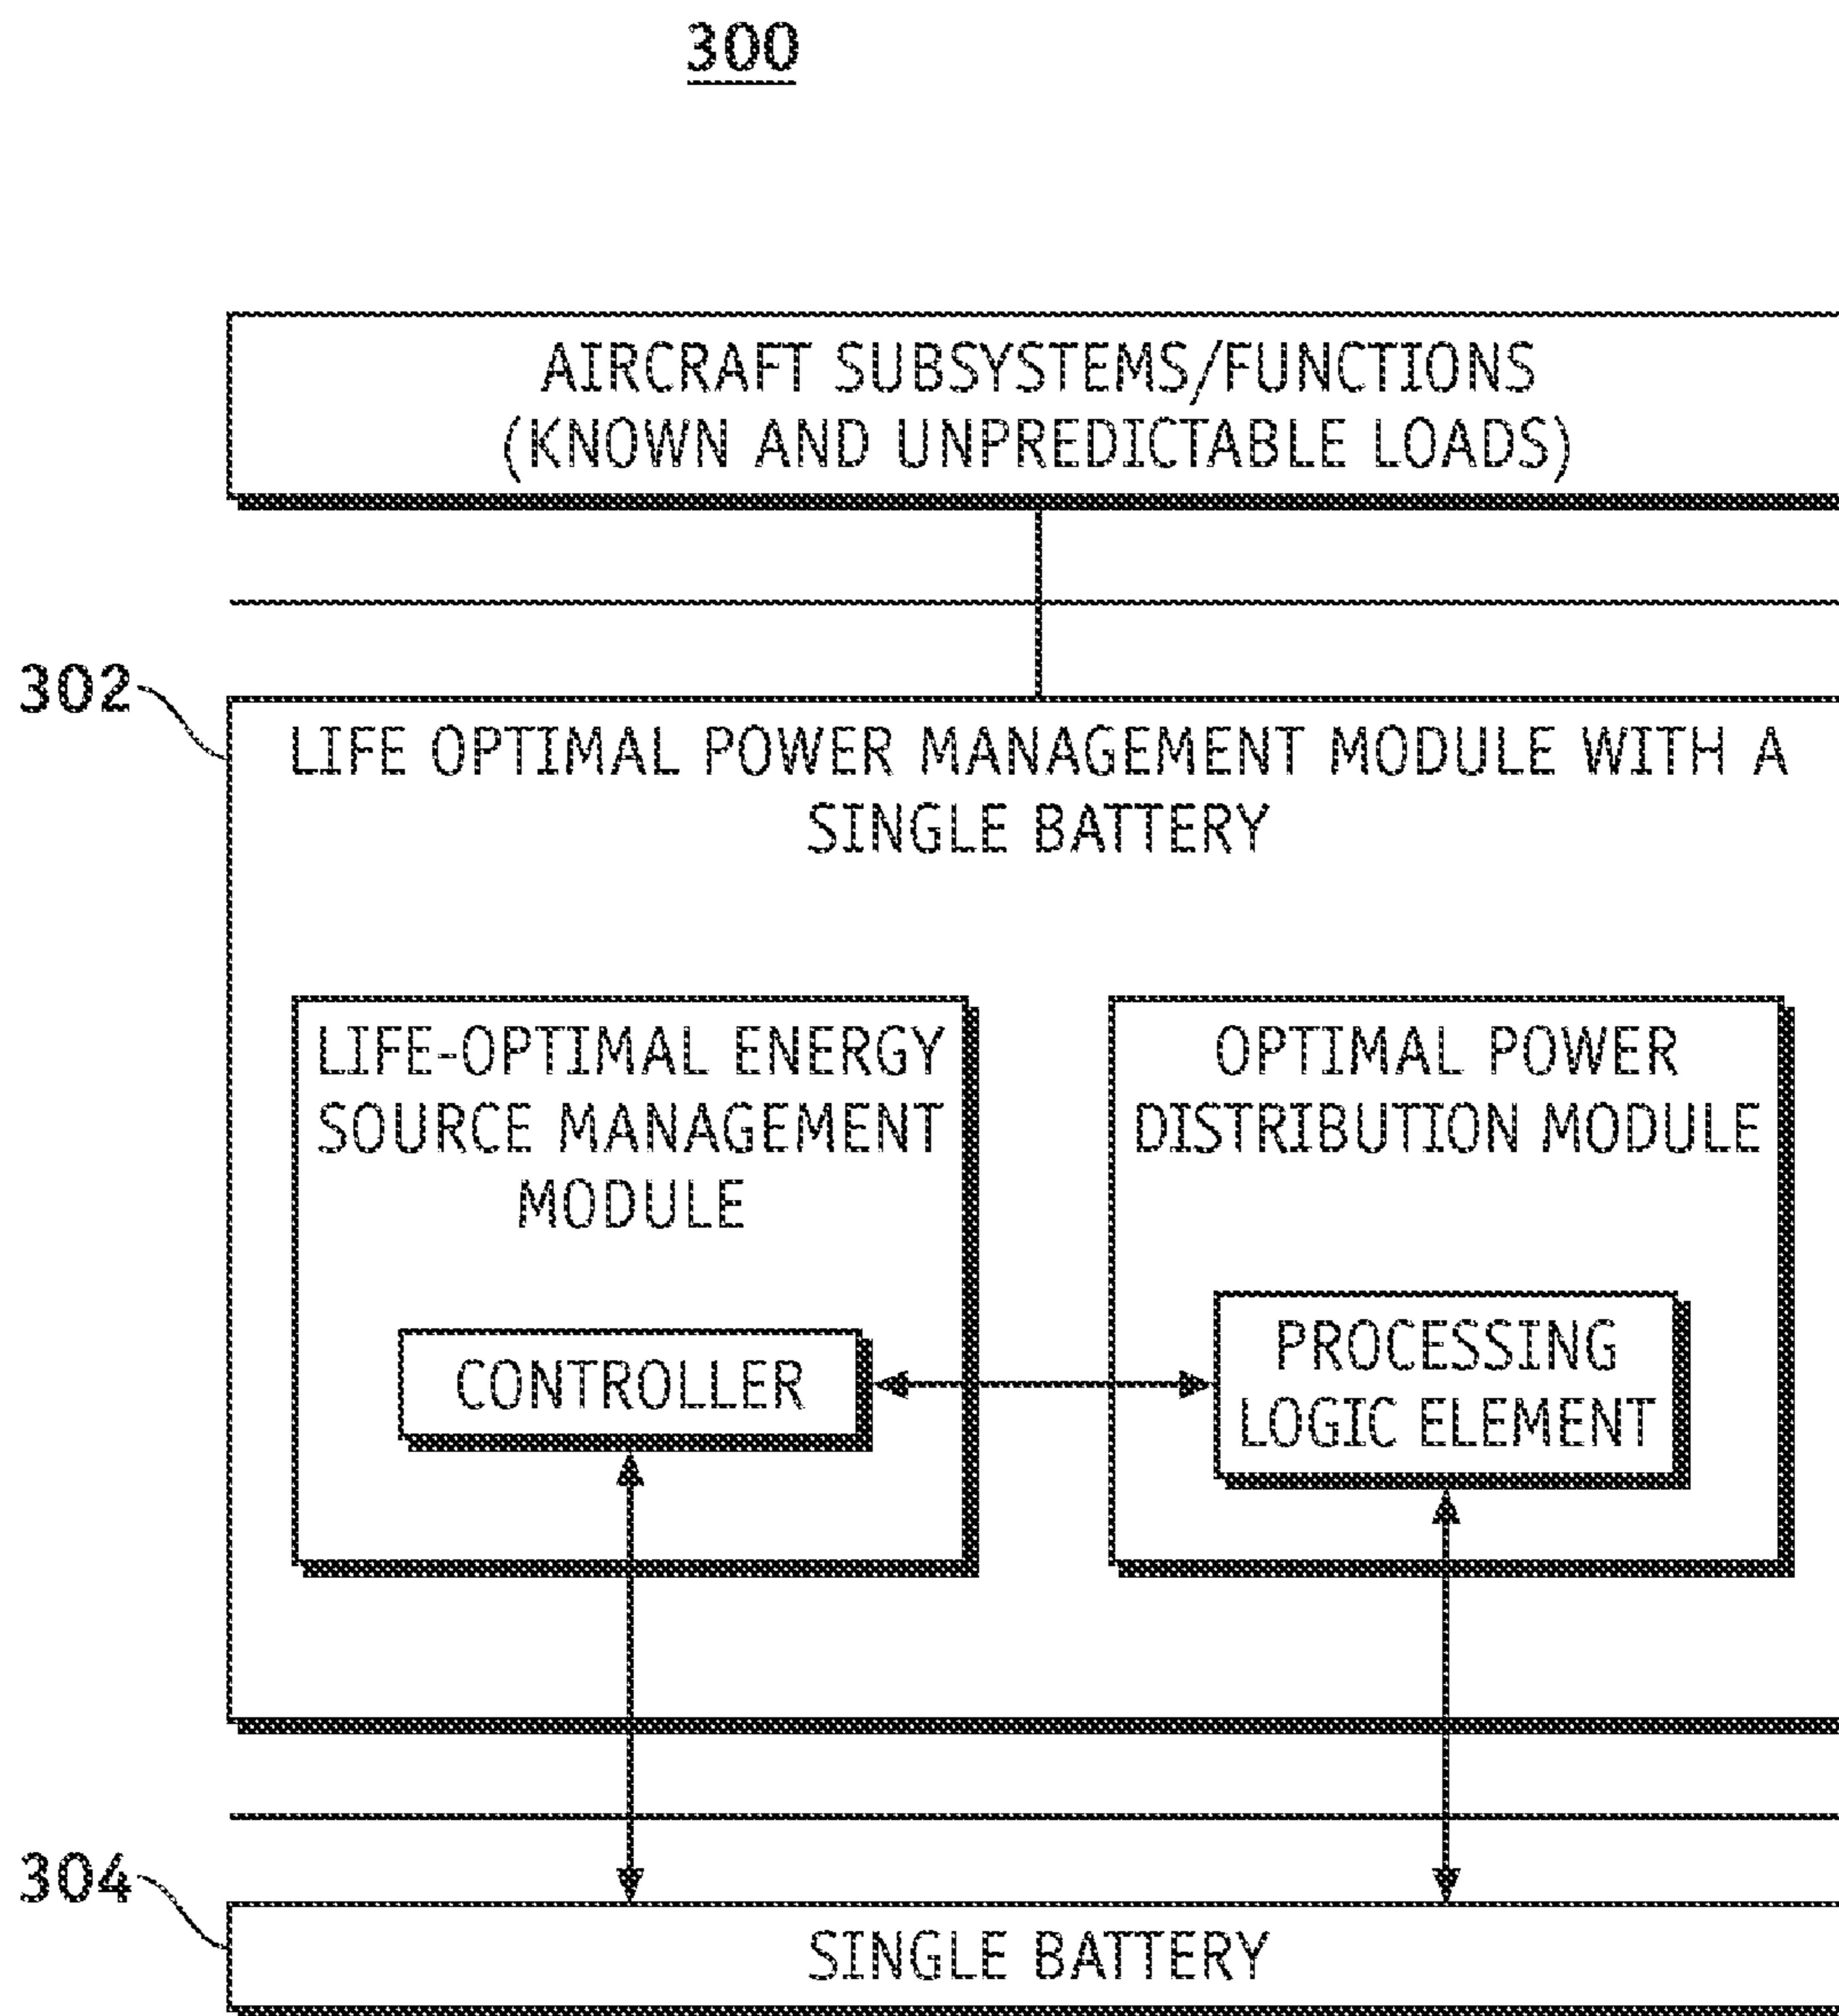 300
AIRCRAFT SUBSYSTEMS/FUNCTIONS
(KNOWN AND UNPREDICTABLE LOADS)
302
LIFE OPTIMAL POWER MANAGEMENT MODULE WITH A
SINGLE BATTERY
LIFE-OPTIMAL ENERGY
SOURCE MANAGEMENT
MODULE
CONTROLLER
OPTIMAL POWER
DISTRIBUTION MODULE
PROCESSING
LOGIC ELEMENT
304
SINGLE BATTERY